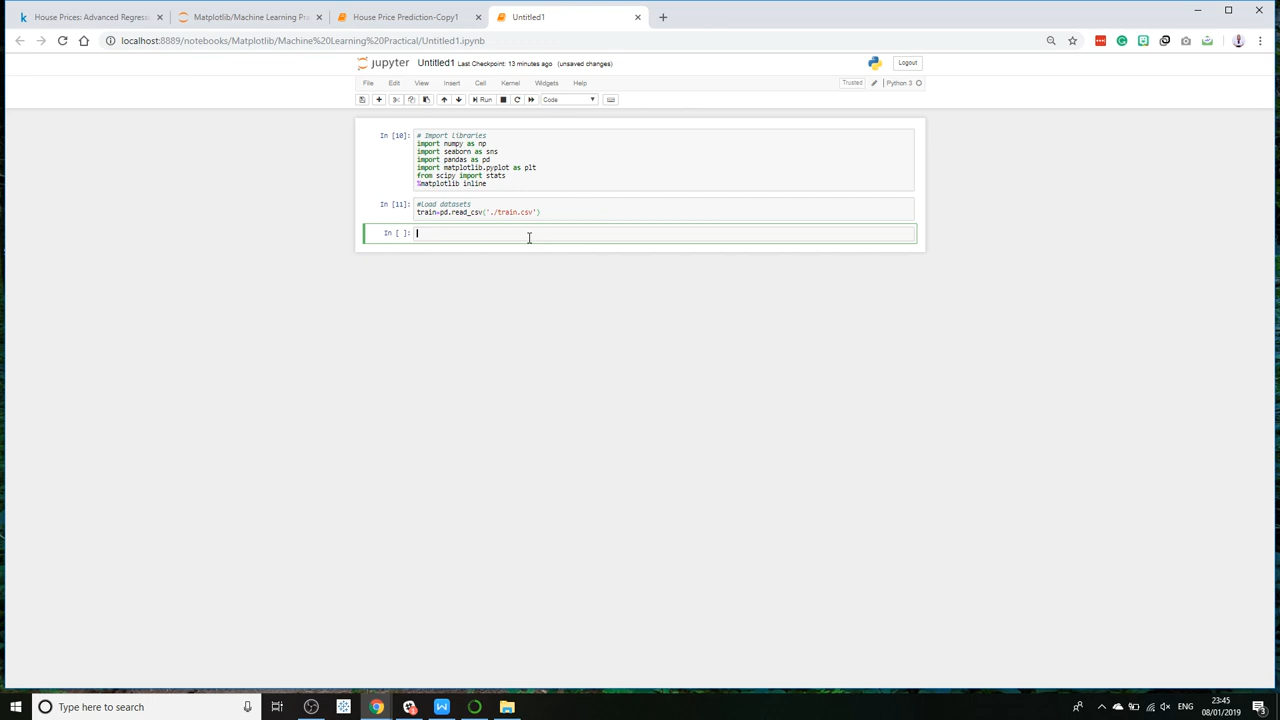 House Prices: Advanced Regress
Matplotlib/Machine Learning Pra
House Price Prediction-Copy1
Untitled1
localhost:8889/notebooks/Matplotlib/Machine%20Learning%20Practical/Untitled1.ipynb
jupyter Untitled1 Last Checkpoint: 13 minutes ago (unsaved changes) Logout
File Edit View Insert Cell Kernel Widgets Help Trusted Python 3
Run Code
In [10]: # Import libraries
import numpy as np
import seaborn as sns
import pandas as pd
import matplotlib.pyplot as plt
from scipy import stats
%matplotlib inline
In [11]: #Load datasets
train=pd.read_csv('./train.csv')
In [ ]:
Type here to search
ENG
23:45
08/01/2019
3